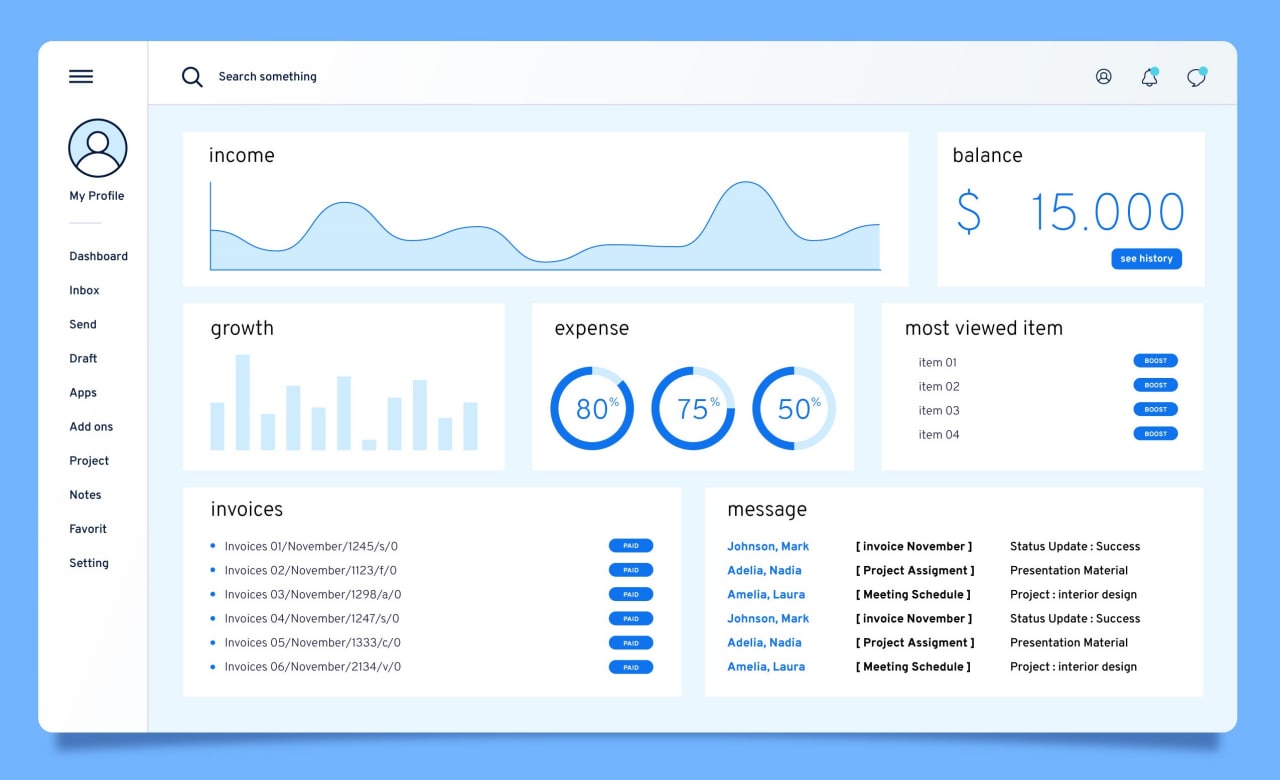 Search something
My Profile
Dashboard
Inbox
Send
Draft
Apps
Add ons
Project
Notes
Favorit
Setting
income
balance
$ 15.000
see history
growth
expense
80%
75%
50%
most viewed item
item 01 BOOST
item 02 BOOST
item 03 BOOST
item 04 BOOST
invoices
Invoices 01/November/1245/s/0 PAID
Invoices 02/November/1123/f/0 PAID
Invoices 03/November/1298/a/0 PAID
Invoices 04/November/1247/s/0 PAID
Invoices 05/November/1333/c/0 PAID
Invoices 06/November/2134/v/0 PAID
message
Johnson, Mark [ invoice November ] Status Update : Success
Adelia, Nadia [ Project Assigment ] Presentation Material
Amelia, Laura [ Meeting Schedule ] Project : interior design
Johnson, Mark [ invoice November ] Status Update : Success
Adelia, Nadia [ Project Assigment ] Presentation Material
Amelia, Laura [ Meeting Schedule ] Project : interior design